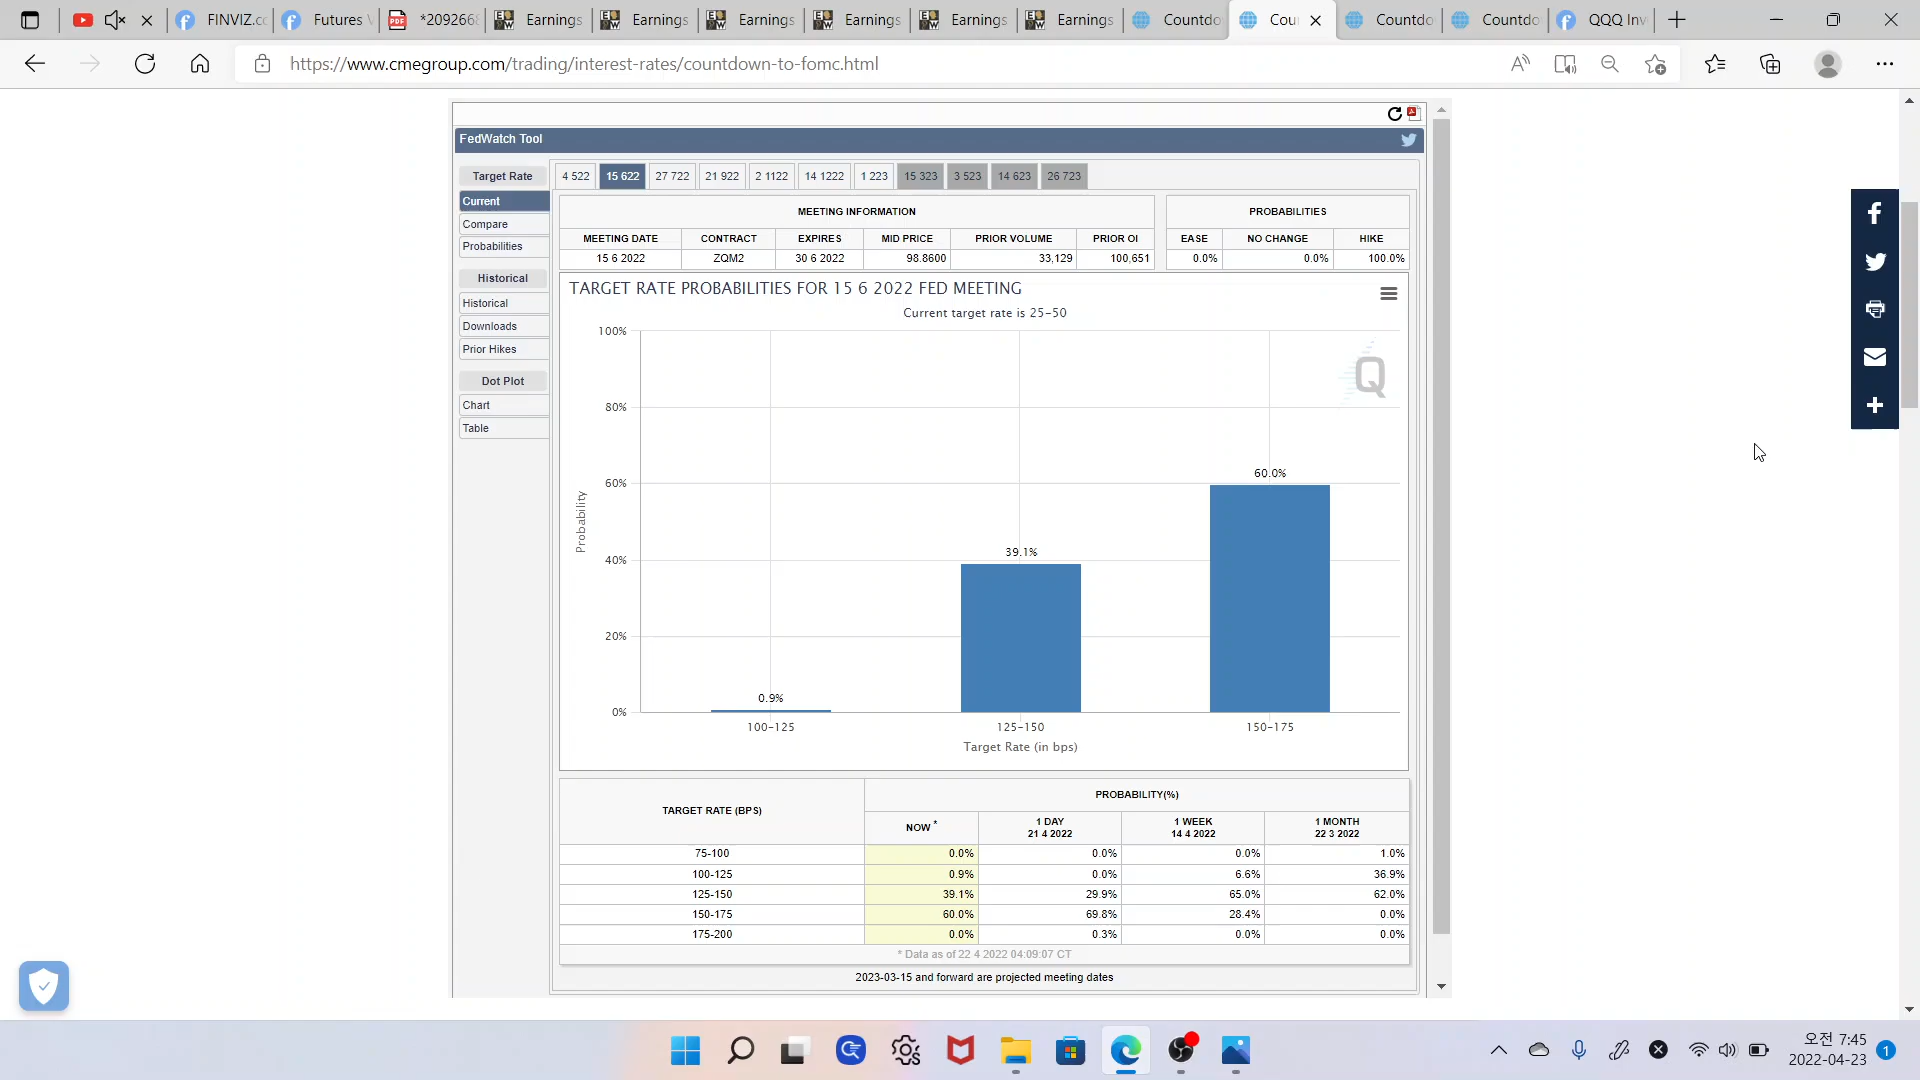 FINVIZ.c
Futures
*209266
Earnings
Earnings
Earnings
Earnings
Earnings
Earnings
Countdo
Cou
Countdo
Countdo
QQQ Inv
https://www.cmegroup.com/trading/interest-rates/countdown-to-fomc.html
FedWatch Tool
Target Rate
Current
Compare
Probabilities
Historical
Historical
Downloads
Prior Hikes
Dot Plot
Chart
Table
4 522 15 622 27 722 21 922 2 1122 14 1222 1 223 15 323 3 523 14 623 26 723
MEETING INFORMATION
MEETING DATE CONTRACT EXPIRES MID PRICE PRIOR VOLUME PRIOR OI
15 6 2022 ZQM2 30 6 2022 98.8600 33,129 100,651
PROBABILITIES
EASE NO CHANGE HIKE
0.0% 0.0% 100.0%
TARGET RATE PROBABILITIES FOR 15 6 2022 FED MEETING
Current target rate is 25-50
Q
100%
80%
60%
40%
20%
0%
Probability
0.9%
39.1%
60.0%
100-125 125-150 150-175
Target Rate (in bps)
TARGET RATE (BPS) PROBABILITY(%)
NOW * 1 DAY 1 WEEK 1 MONTH
21 4 2022 14 4 2022 22 3 2022
75-100 0.0% 0.0% 0.0% 1.0%
100-125 0.9% 0.0% 6.6% 36.9%
125-150 39.1% 29.9% 65.0% 62.0%
150-175 60.0% 69.8% 28.4% 0.0%
175-200 0.0% 0.3% 0.0% 0.0%
* Data as of 22 4 2022 04:09:07 CT
2023-03-15 and forward are projected meeting dates
오전 7:45
2022-04-23
1